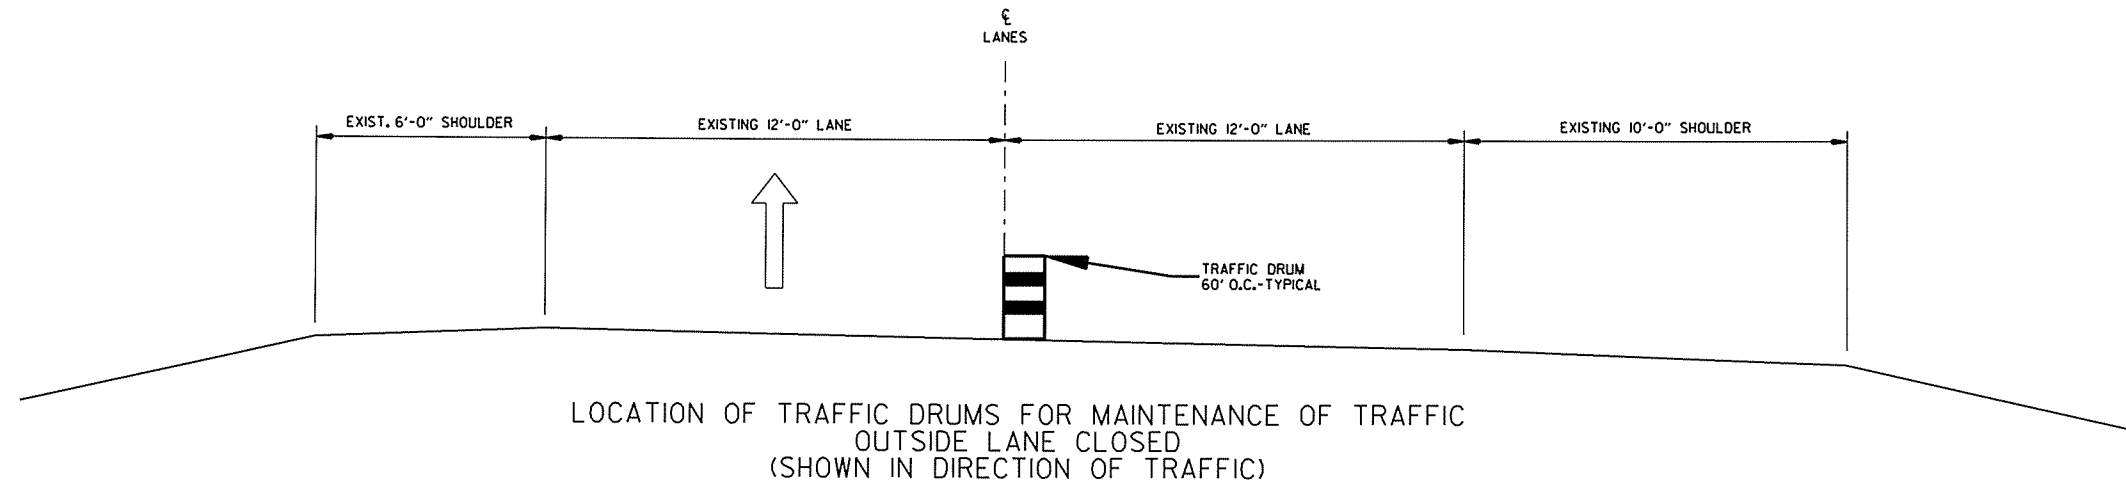 ℄
LANES
EXIST. 6'-0" SHOULDER
EXISTING 12'-0" LANE
EXISTING 12'-0" LANE
EXISTING 10'-0" SHOULDER
TRAFFIC DRUM
60' O.C.-TYPICAL
LOCATION OF TRAFFIC DRUMS FOR MAINTENANCE OF TRAFFIC
OUTSIDE LANE CLOSED
(SHOWN IN DIRECTION OF TRAFFIC)